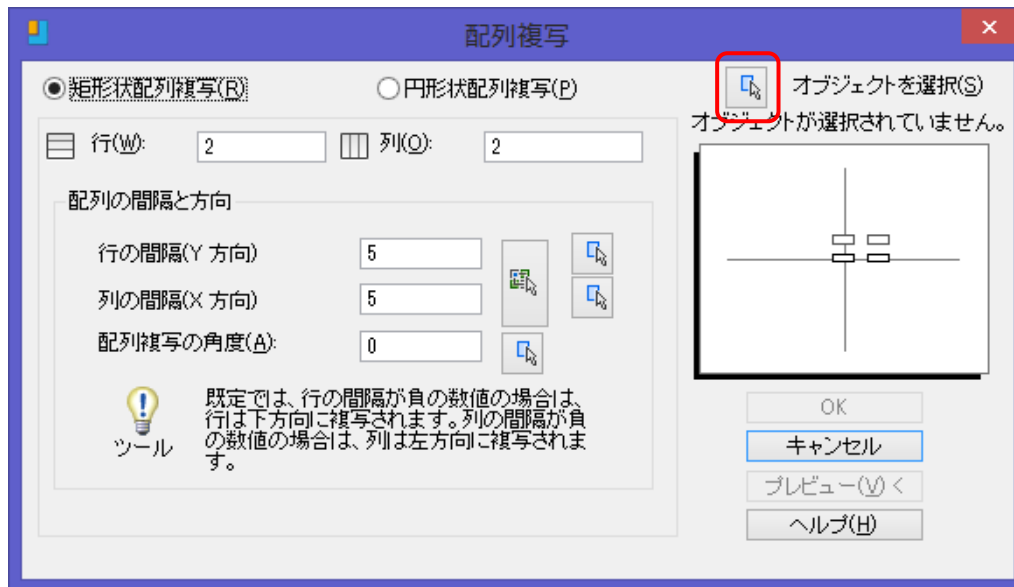 配列複写
矩形状配列複写(R)
円形状配列複写(P)
オブジェクトを選択(S)
オブジェクトが選択されていません。
行(W):
2
列(O):
2
配列の間隔と方向
行の間隔(Y 方向)
5
列の間隔(X 方向)
5
配列複写の角度(A):
0
ツール
既定では、行の間隔が負の数値の場合は、
行は下方向に複写されます。列の間隔が負
の数値の場合は、列は左方向に複写されま
す。
OK
キャンセル
プレビュー(V) <
ヘルプ(H)